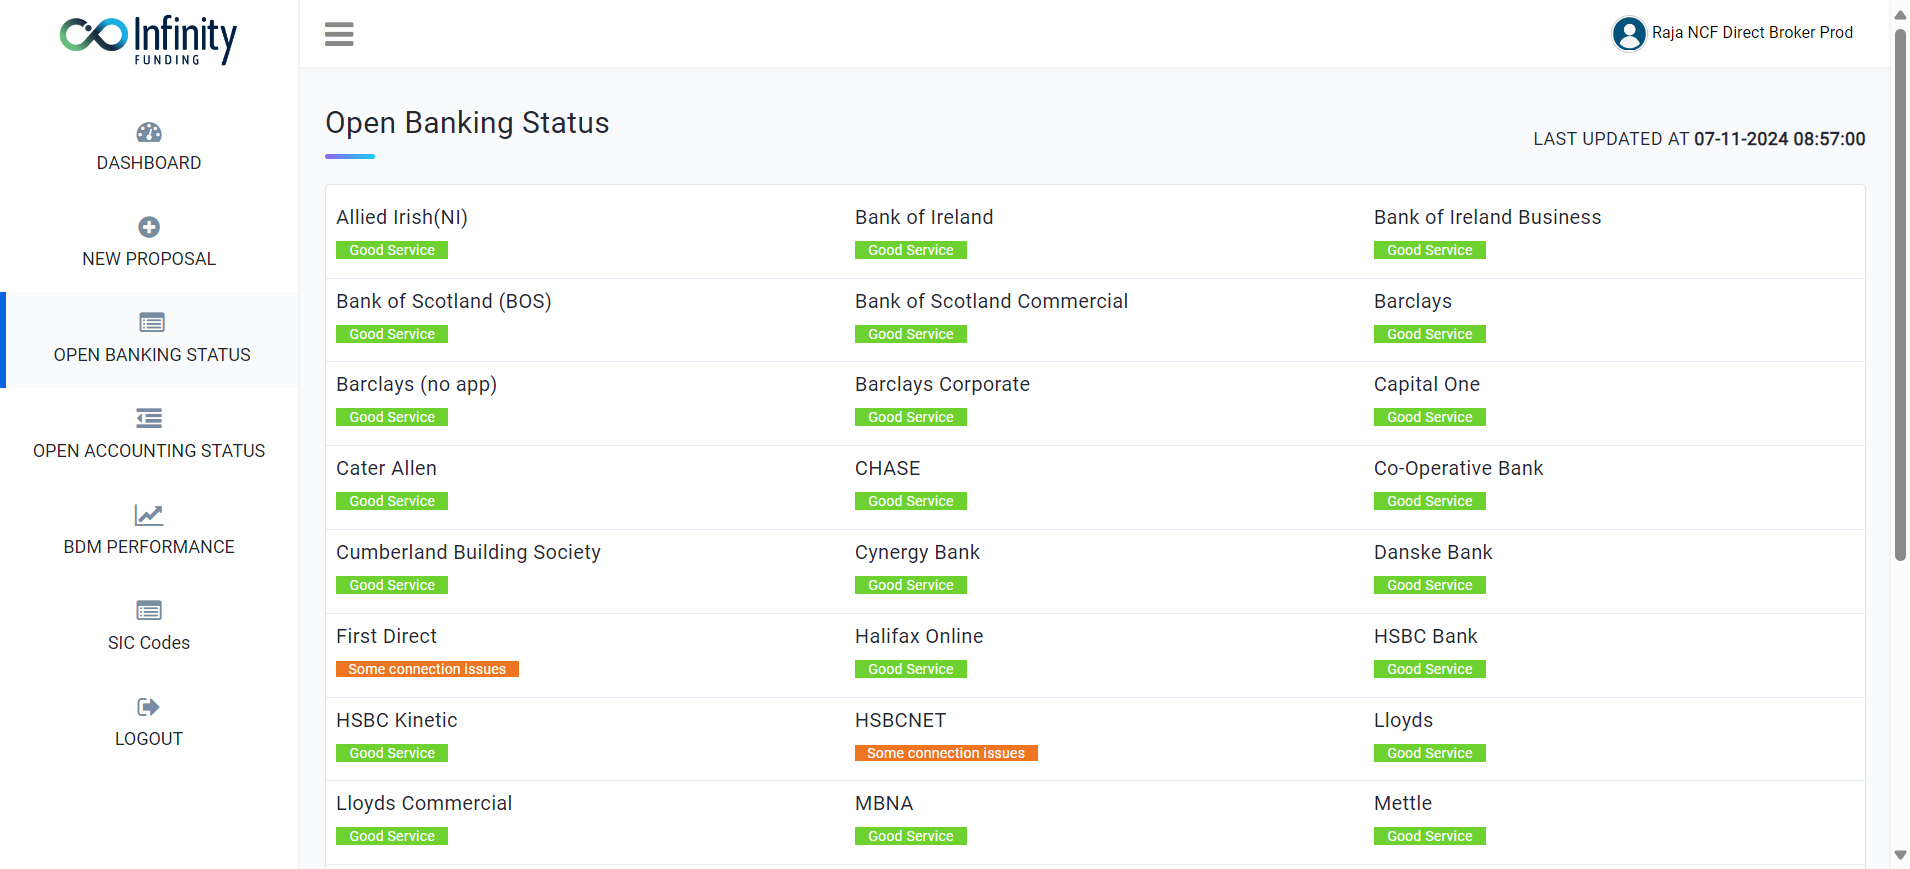 Infinity
FUNDING
Raja NCF Direct Broker Prod
DASHBOARD
NEW PROPOSAL
OPEN BANKING STATUS
OPEN ACCOUNTING STATUS
BDM PERFORMANCE
SIC Codes
LOGOUT
Open Banking Status
LAST UPDATED AT 07-11-2024 08:57:00
Allied Irish(NI)
Good Service
Bank of Ireland
Good Service
Bank of Ireland Business
Good Service
Bank of Scotland (BOS)
Good Service
Bank of Scotland Commercial
Good Service
Barclays
Good Service
Barclays (no app)
Good Service
Barclays Corporate
Good Service
Capital One
Good Service
Cater Allen
Good Service
CHASE
Good Service
Co-Operative Bank
Good Service
Cumberland Building Society
Good Service
Cynergy Bank
Good Service
Danske Bank
Good Service
First Direct
Some connection issues
Halifax Online
Good Service
HSBC Bank
Good Service
HSBC Kinetic
Good Service
HSBCNET
Some connection issues
Lloyds
Good Service
Lloyds Commercial
Good Service
MBNA
Good Service
Mettle
Good Service